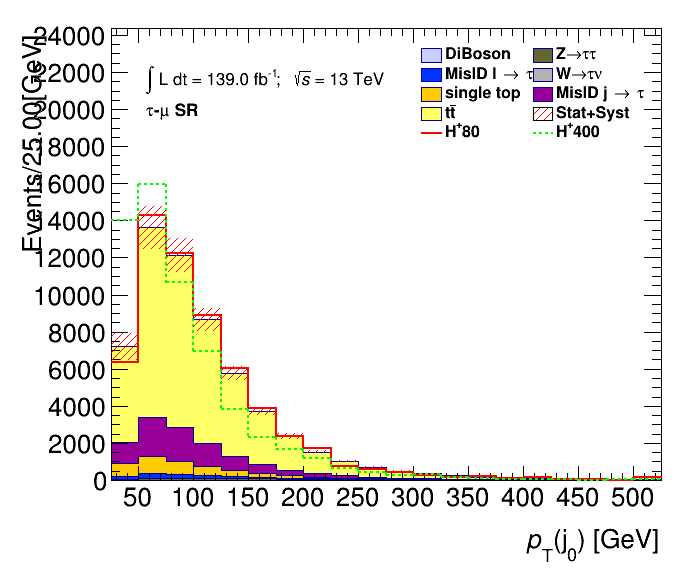 24000
22000
20000
18000
16000
14000
12000
10000
8000
6000
4000
2000
0
Events/25.00[GeV]
∫ L dt = 139.0 fb⁻¹; √s = 13 TeV
τ-μ SR
DiBoson
Z→ττ
MisID l → τ
W→τν
single top
MisID j → τ
tt̄
Stat+Syst
H⁺80
H⁺400
50 100 150 200 250 300 350 400 450 500
p_T(j_0) [GeV]